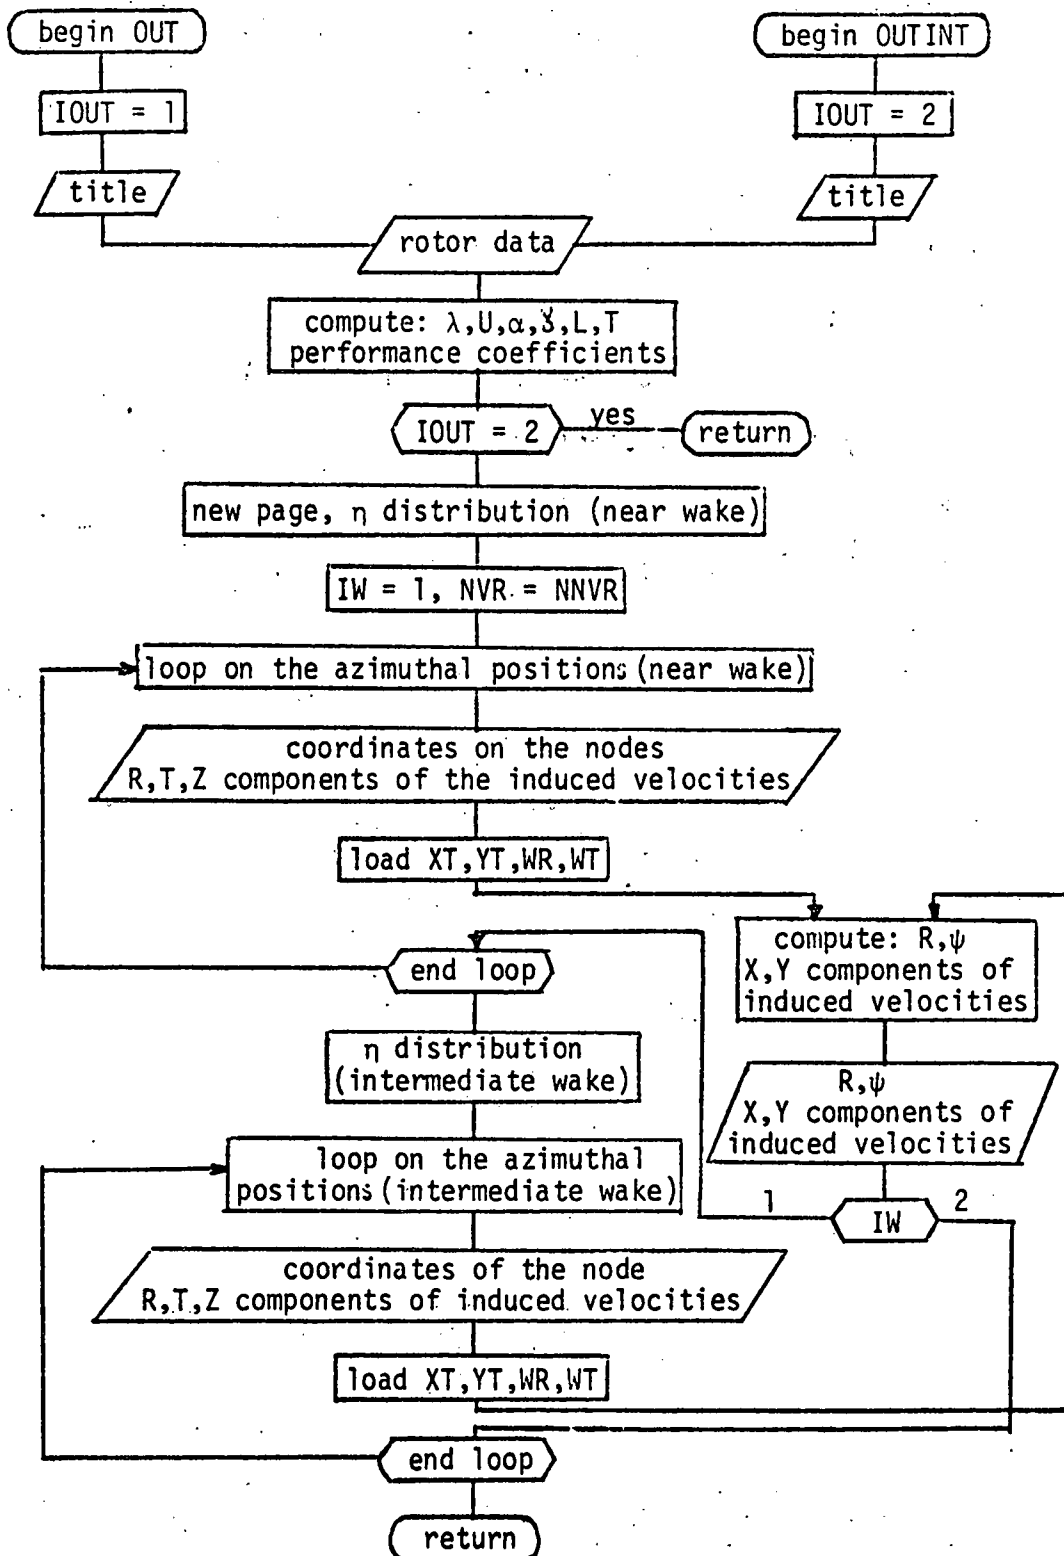 begin OUT
begin OUTINT
IOUT = 1
IOUT = 2
title
title
rotor data
compute: λ,U,α,ɣ,L,T
performance coefficients
IOUT = 2
yes
return
new page, η distribution (near wake)
IW = 1, NVR = NNVR
loop on the azimuthal positions (near wake)
coordinates on the nodes
R,T,Z components of the induced velocities
load XT,YT,WR,WT
compute: R,ψ
X,Y components of
induced velocities
end loop
η distribution
(intermediate wake)
R,ψ
X,Y components of
induced velocities
loop on the azimuthal
positions (intermediate wake)
1
2
IW
coordinates of the node
R,T,Z components of induced velocities
load XT,YT,WR,WT
end loop
return